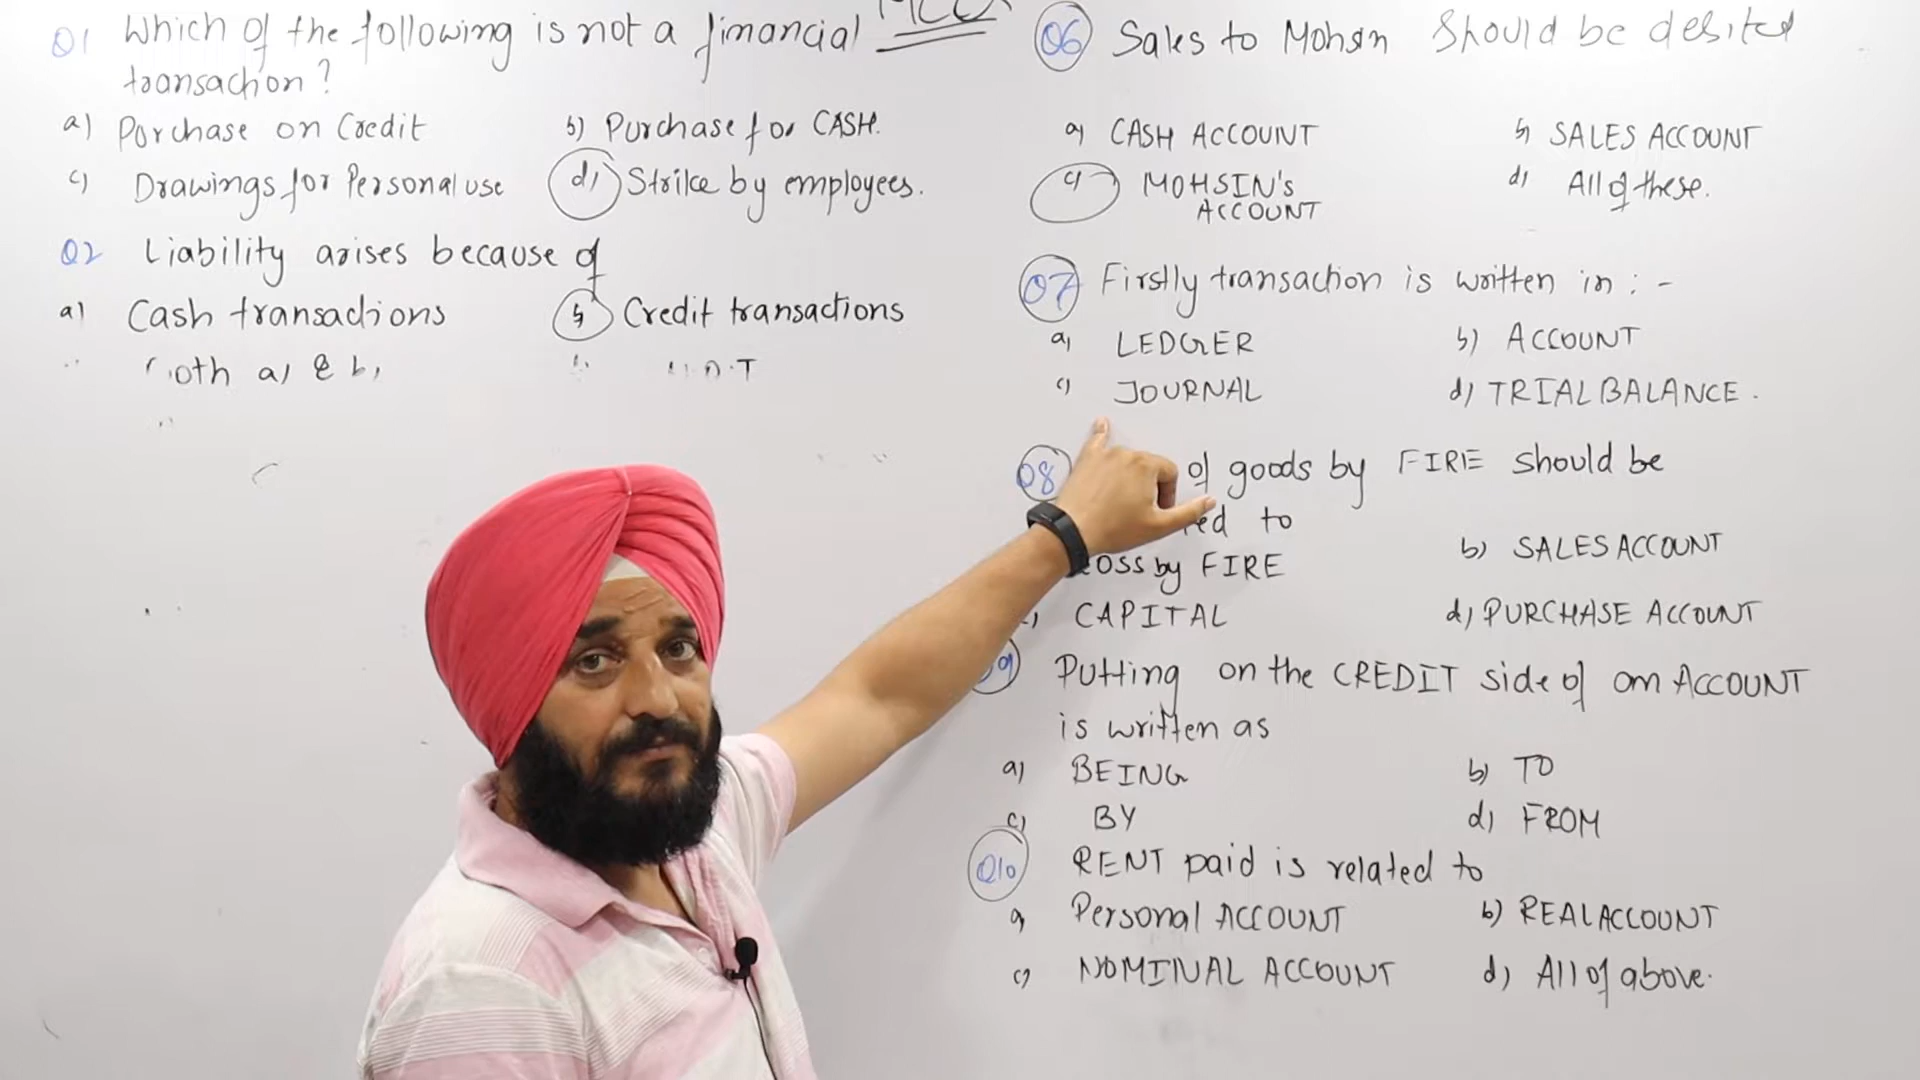 MCQ
Q1 Which of the following is not a financial
transaction?
a) Purchase on Credit b) Purchase for CASH.
c) Drawings for Personal use d) Strike by employees.
Q2 Liability arises because of
a) Cash transactions b) Credit transactions
oth a) & b)
Q6 Sales to Mohsin Should be debited
a) CASH ACCOUNT b) SALES ACCOUNT
c) MOHSIN's d) All of these.
ACCOUNT
Q7 Firstly transaction is written in : -
a) LEDGER b) ACCOUNT
c) JOURNAL d) TRIAL BALANCE.
Q8 of goods by FIRE should be
ed to
oss by FIRE b) SALES ACCOUNT
) CAPITAL d) PURCHASE ACCOUNT
Q9 Putting on the CREDIT side of an ACCOUNT
is written as
a) BEING b) TO
c) BY d) FROM
Q10 RENT paid is related to
a) Personal ACCOUNT b) REAL ACCOUNT
c) NOMINAL ACCOUNT d) All of above.